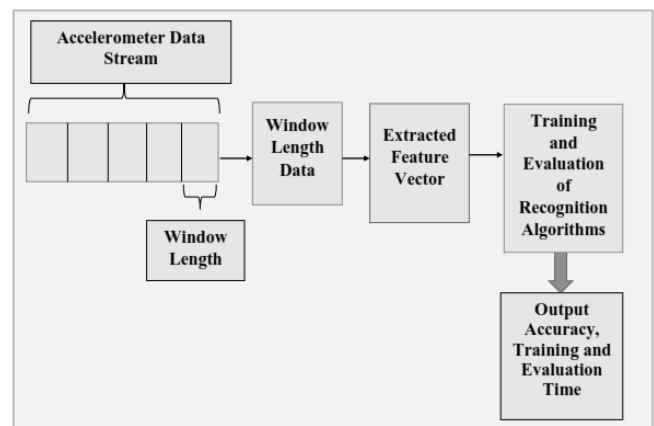 Accelerometer Data
Stream
Window
Length
Data
Extracted
Feature
Vector
Training
and
Evaluation
of
Recognition
Algorithms
Window
Length
Output
Accuracy,
Training and
Evaluation
Time